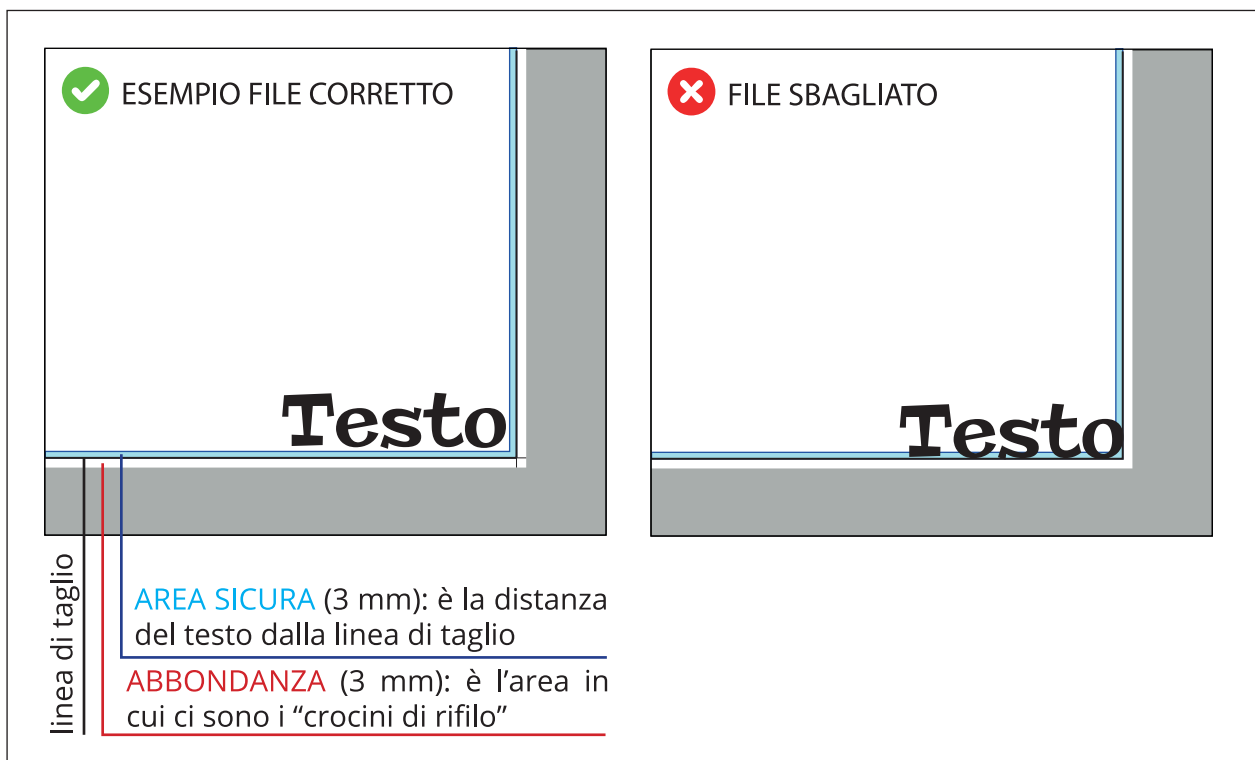 ESEMPIO FILE CORRETTO
Testo
FILE SBAGLIATO
Testo
linea di taglio
AREA SICURA (3 mm): è la distanza
del testo dalla linea di taglio
ABBONDANZA (3 mm): è l’area in
cui ci sono i “crocini di rifilo”